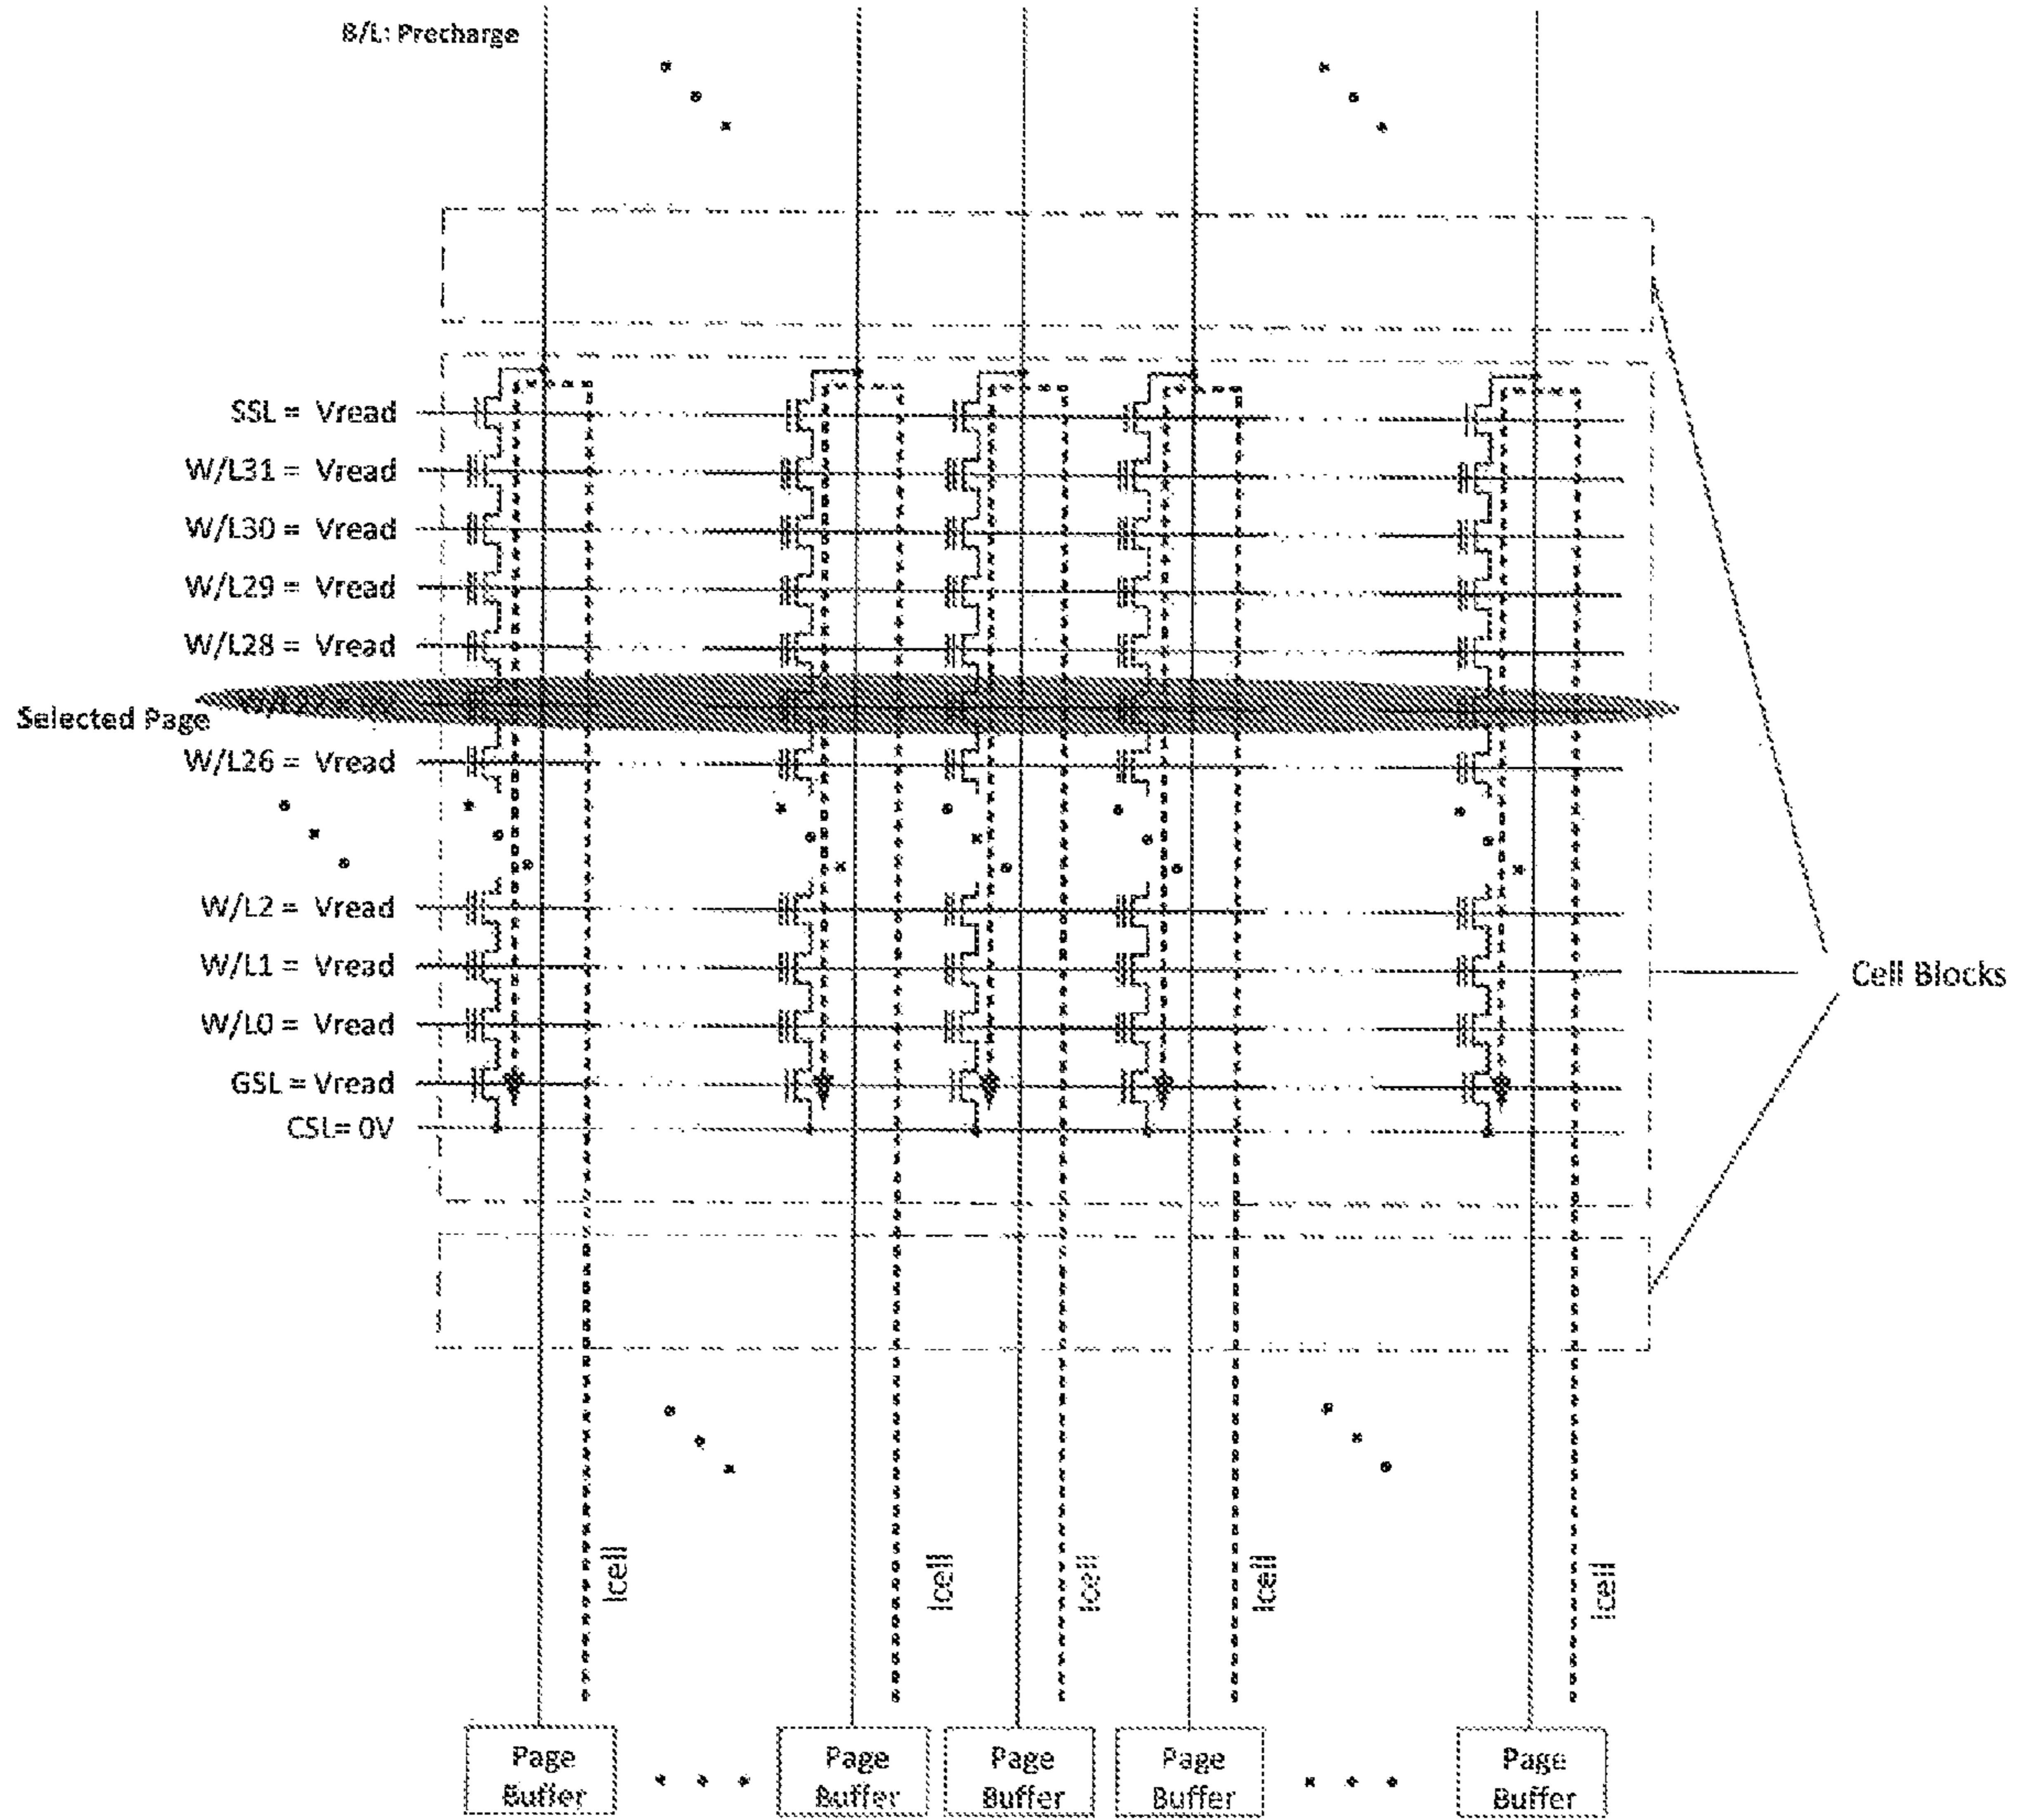 B/L: Precharge
SSL = Vread
W/L31 = Vread
W/L30 = Vread
W/L29 = Vread
W/L28 = Vread
Selected Page
W/L26 = Vread
W/L2 = Vread
W/L1 = Vread
W/L0 = Vread
GSL = Vread
CSL= 0V
Cell Blocks
Icell
Icell
Icell
Icell
Icell
Page
Buffer
Page
Buffer
Page
Buffer
Page
Buffer
Page
Buffer